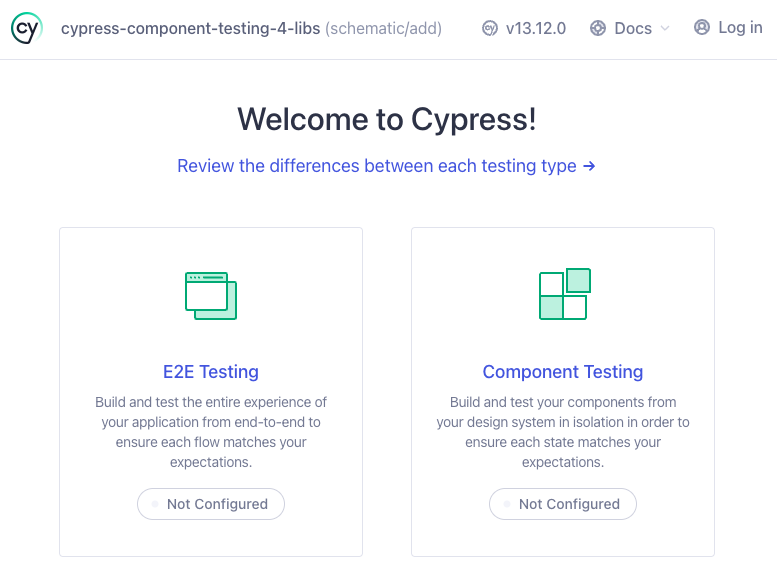 cy cypress-component-testing-4-libs (schematic/add) v13.12.0 Docs Log in
Welcome to Cypress!
Review the differences between each testing type →
E2E Testing
Build and test the entire experience of
your application from end-to-end to
ensure each flow matches your
expectations.
Not Configured
Component Testing
Build and test your components from
your design system in isolation in order to
ensure each state matches your
expectations.
Not Configured